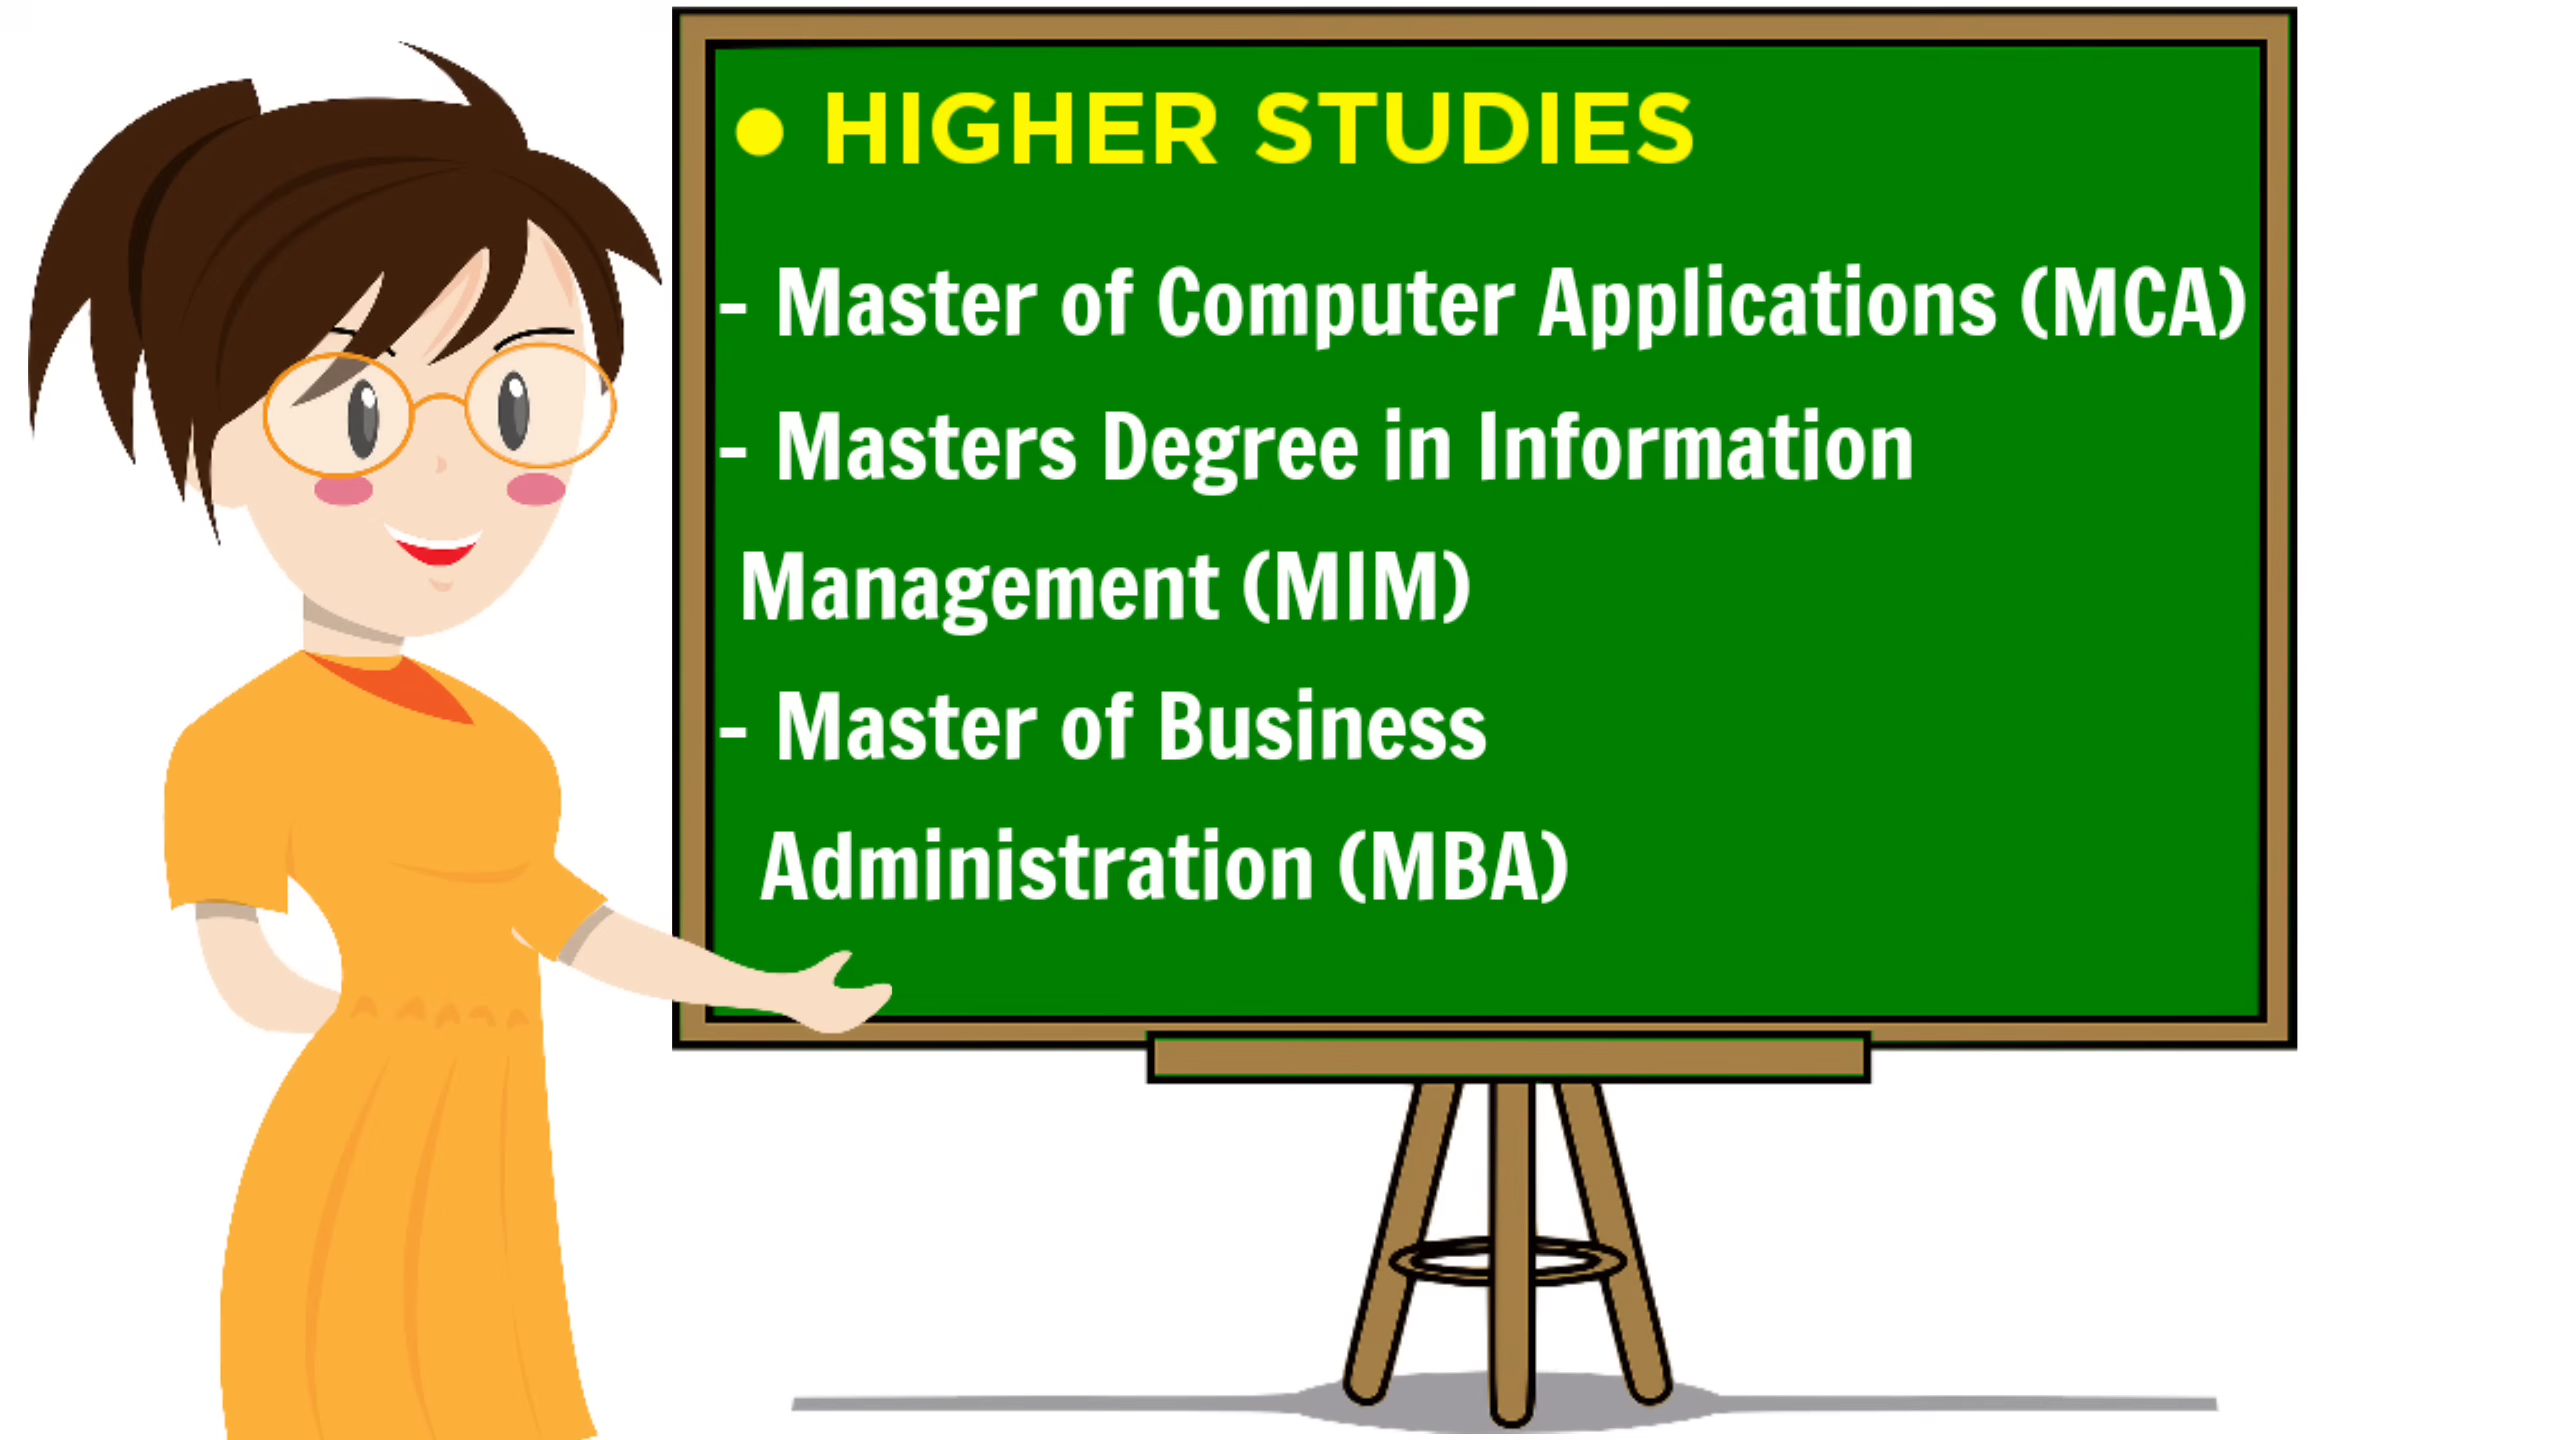 • HIGHER STUDIES
- Master of Computer Applications (MCA)
- Masters Degree in Information
Management (MIM)
- Master of Business
Administration (MBA)